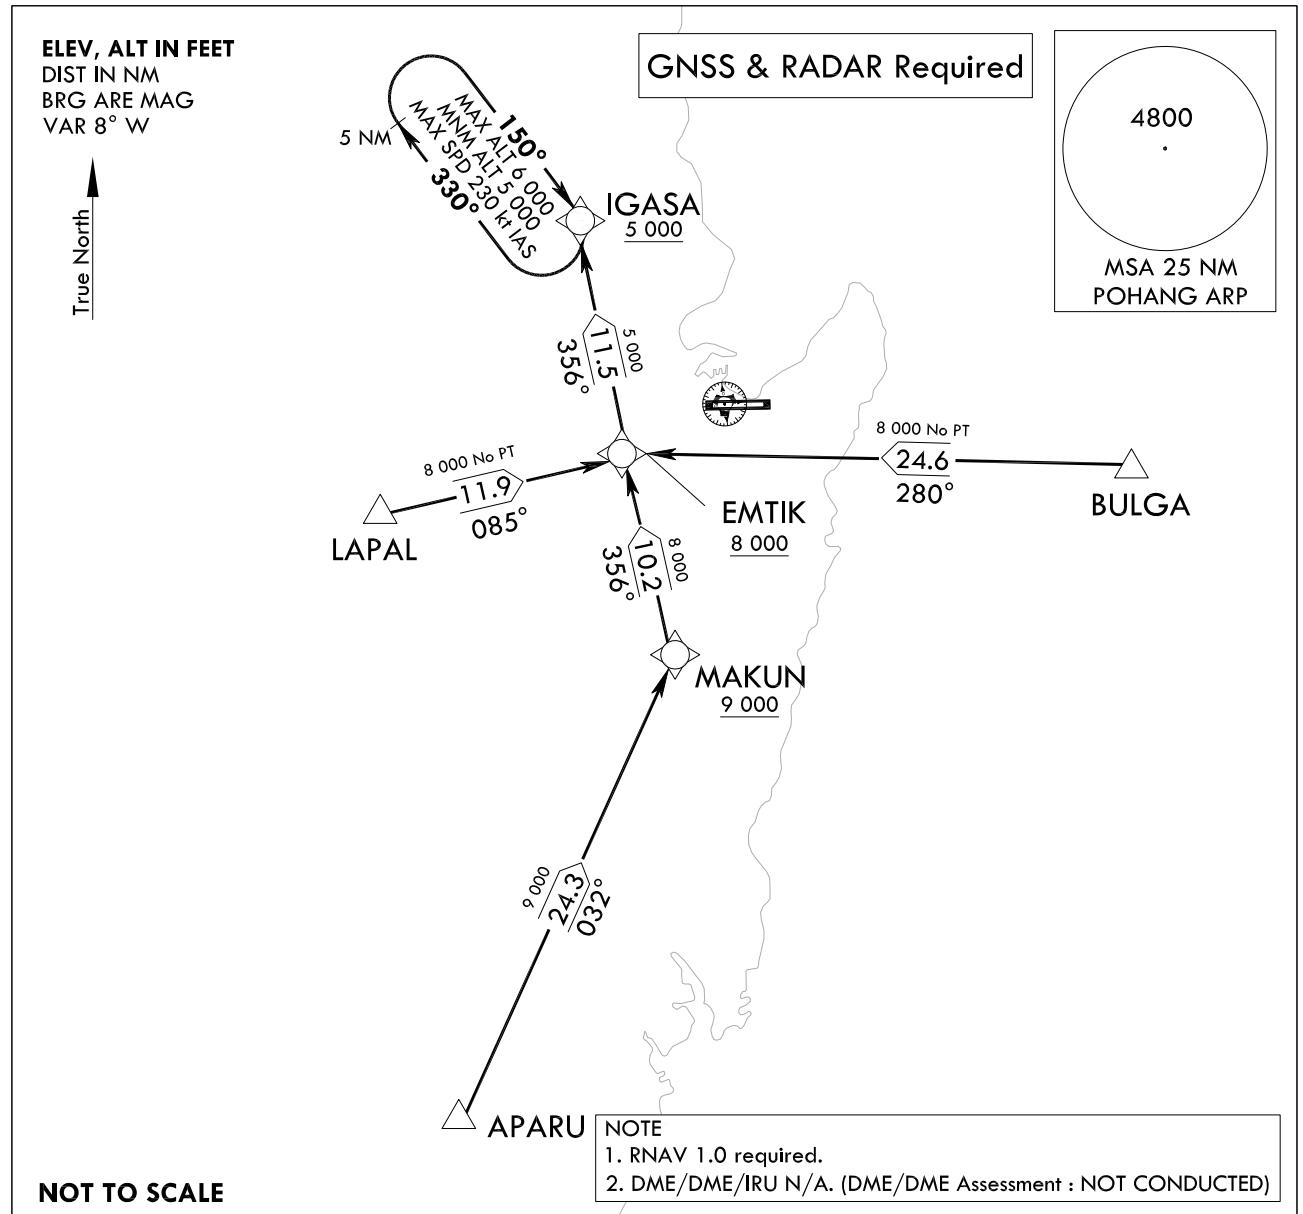 ELEV, ALT IN FEET
DIST IN NM
BRG ARE MAG
VAR 8° W
True North
GNSS & RADAR Required
4800
MSA 25 NM
POHANG ARP
5 NM
150°
MAX ALT 6 000
MNM ALT 5 000
MAX SPD 230 kt IAS
330°
IGASA
5 000
5 000
11.5
356°
8 000 No PT
11.9
085°
LAPAL
8 000 No PT
24.6
280°
BULGA
EMTIK
8 000
8 000
10.2
356°
MAKUN
9 000
9 000
24.3
032°
APARU
NOTE
1. RNAV 1.0 required.
2. DME/DME/IRU N/A. (DME/DME Assessment : NOT CONDUCTED)
NOT TO SCALE